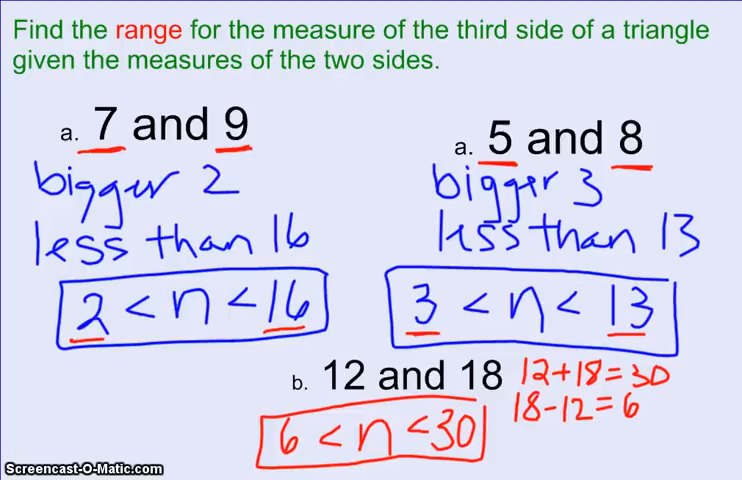 Find the range for the measure of the third side of a triangle
given the measures of the two sides.
a. 7 and 9
bigger 2
less than 16
2 < n < 16
a. 5 and 8
bigger 3
less than 13
3 < n < 13
b. 12 and 18
12+18=30
18-12=6
6 < n < 30
Screencast-O-Matic.com